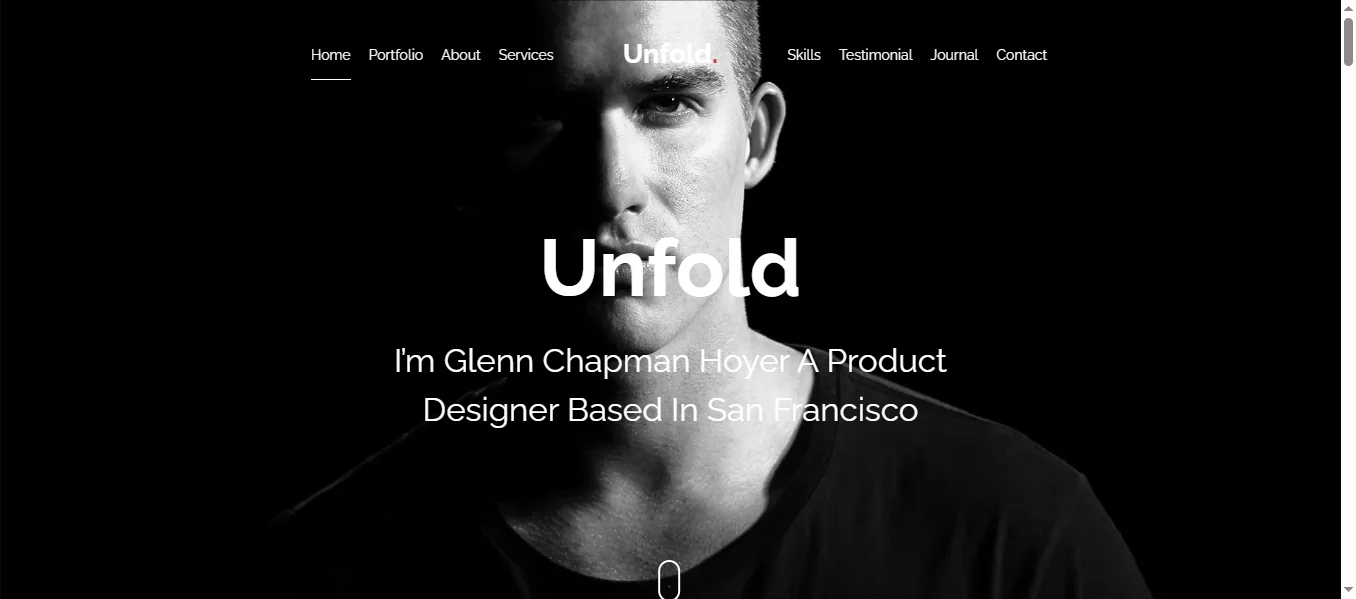 Home Portfolio About Services Unfold. Skills Testimonial Journal Contact
Unfold
I'm Glenn Chapman Hoyer A Product
Designer Based In San Francisco